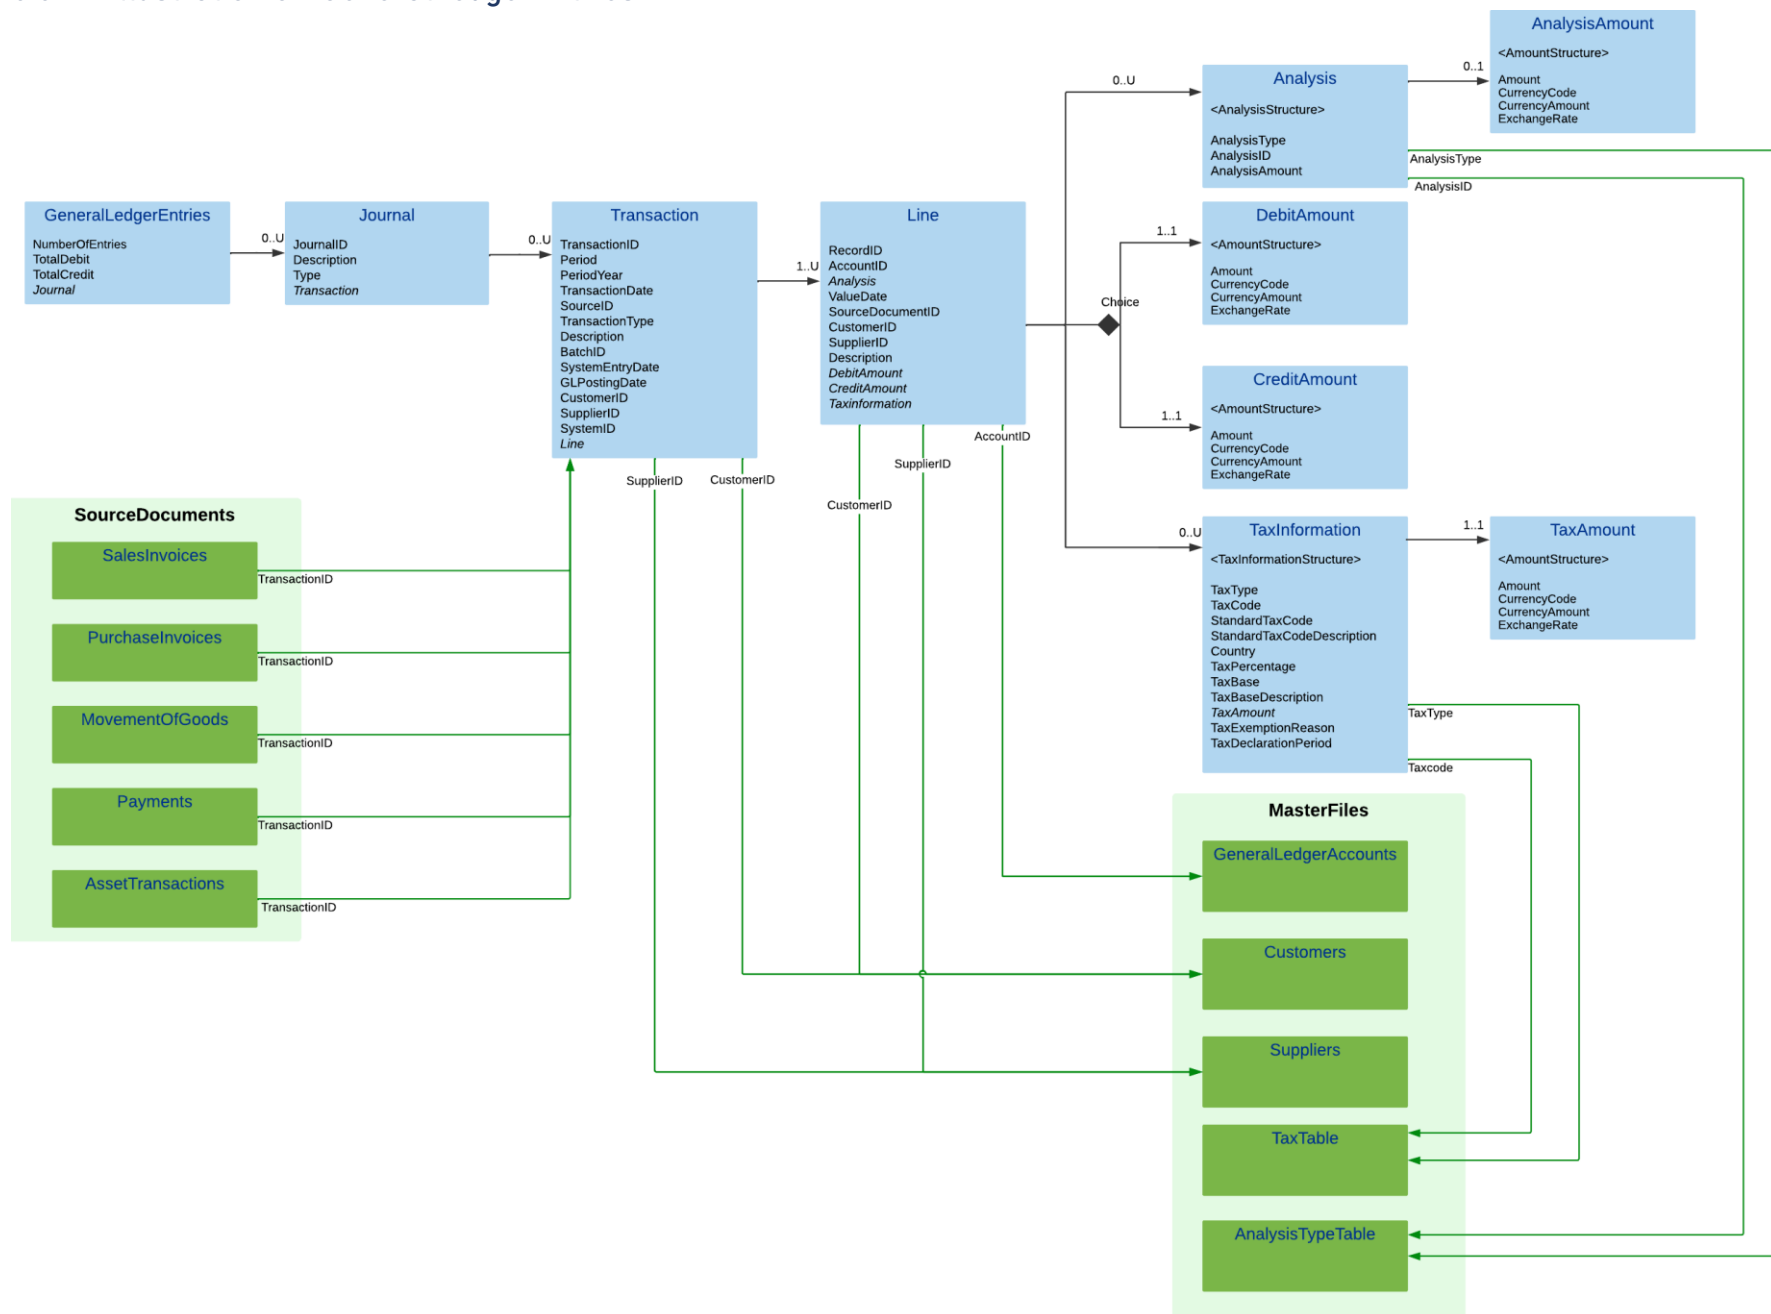 AnalysisAmount
<AmountStructure>
Amount
CurrencyCode
CurrencyAmount
ExchangeRate
0..1
0..U
Analysis
<AnalysisStructure>
AnalysisType
AnalysisID
AnalysisAmount
AnalysisType
AnalysisID
GeneralLedgerEntries
NumberOfEntries
TotalDebit
TotalCredit
Journal
0..U
Journal
JournalID
Description
Type
Transaction
0..U
Transaction
TransactionID
Period
PeriodYear
TransactionDate
SourceID
TransactionType
Description
BatchID
SystemEntryDate
GLPostingDate
CustomerID
SupplierID
SystemID
Line
1..U
Line
RecordID
AccountID
Analysis
ValueDate
SourceDocumentID
CustomerID
SupplierID
Description
DebitAmount
CreditAmount
Taxinformation
Choice
1..1
DebitAmount
<AmountStructure>
Amount
CurrencyCode
CurrencyAmount
ExchangeRate
1..1
CreditAmount
<AmountStructure>
Amount
CurrencyCode
CurrencyAmount
ExchangeRate
SupplierID
CustomerID
CustomerID
SupplierID
AccountID
0..U
TaxInformation
<TaxInformationStructure>
TaxType
TaxCode
StandardTaxCode
StandardTaxCodeDescription
Country
TaxPercentage
TaxBase
TaxBaseDescription
TaxAmount
TaxExemptionReason
TaxDeclarationPeriod
1..1
TaxAmount
<AmountStructure>
Amount
CurrencyCode
CurrencyAmount
ExchangeRate
TaxType
Taxcode
SourceDocuments
SalesInvoices
TransactionID
PurchaseInvoices
TransactionID
MovementOfGoods
TransactionID
Payments
TransactionID
AssetTransactions
TransactionID
MasterFiles
GeneralLedgerAccounts
Customers
Suppliers
TaxTable
AnalysisTypeTable